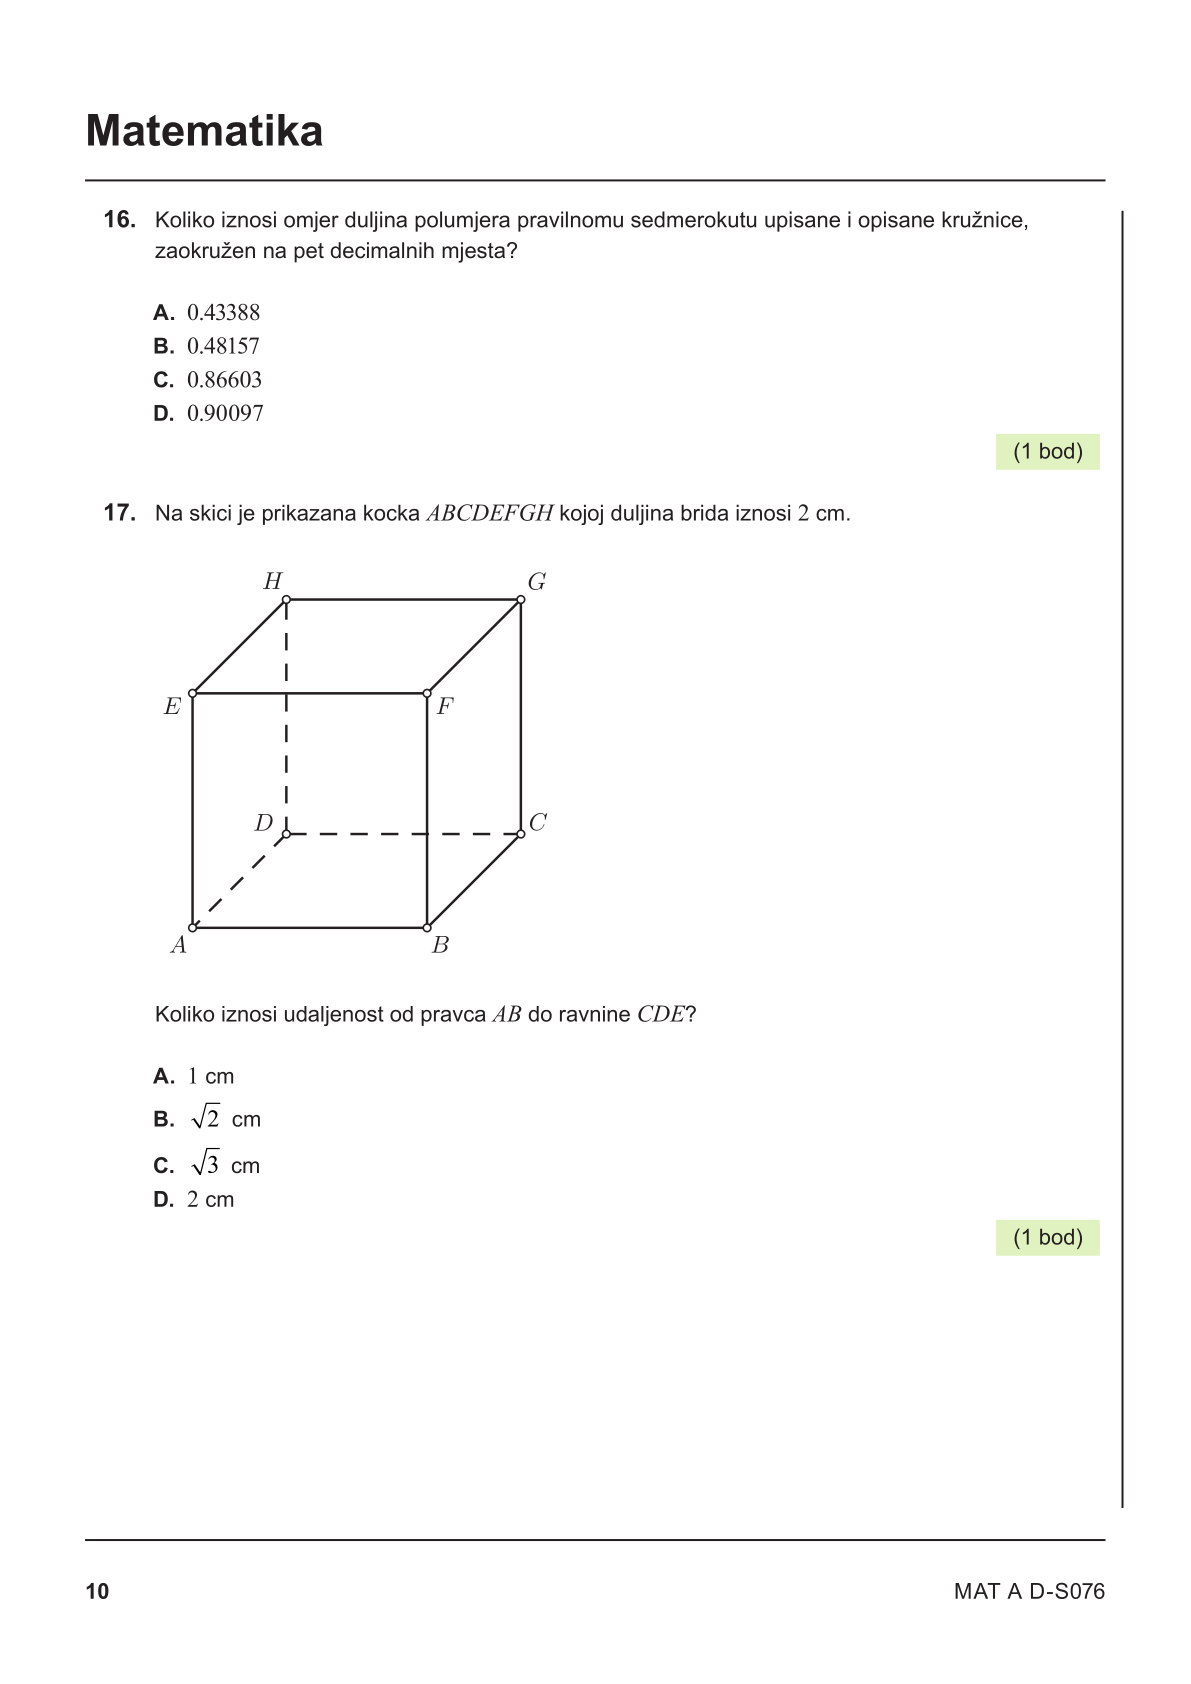 Matematika
16. Koliko iznosi omjer duljina polumjera pravilnomu sedmerokutu upisane i opisane kružnice,
zaokružen na pet decimalnih mjesta?
A. 0.43388
B. 0.48157
C. 0.86603
D. 0.90097
(1 bod)
17. Na skici je prikazana kocka ABCDEFGH kojoj duljina brida iznosi 2 cm.
H
G
E
F
D
C
A
B
Koliko iznosi udaljenost od pravca AB do ravnine CDE?
A. 1 cm
B. √2 cm
C. √3 cm
D. 2 cm
(1 bod)
10
MAT A D-S076